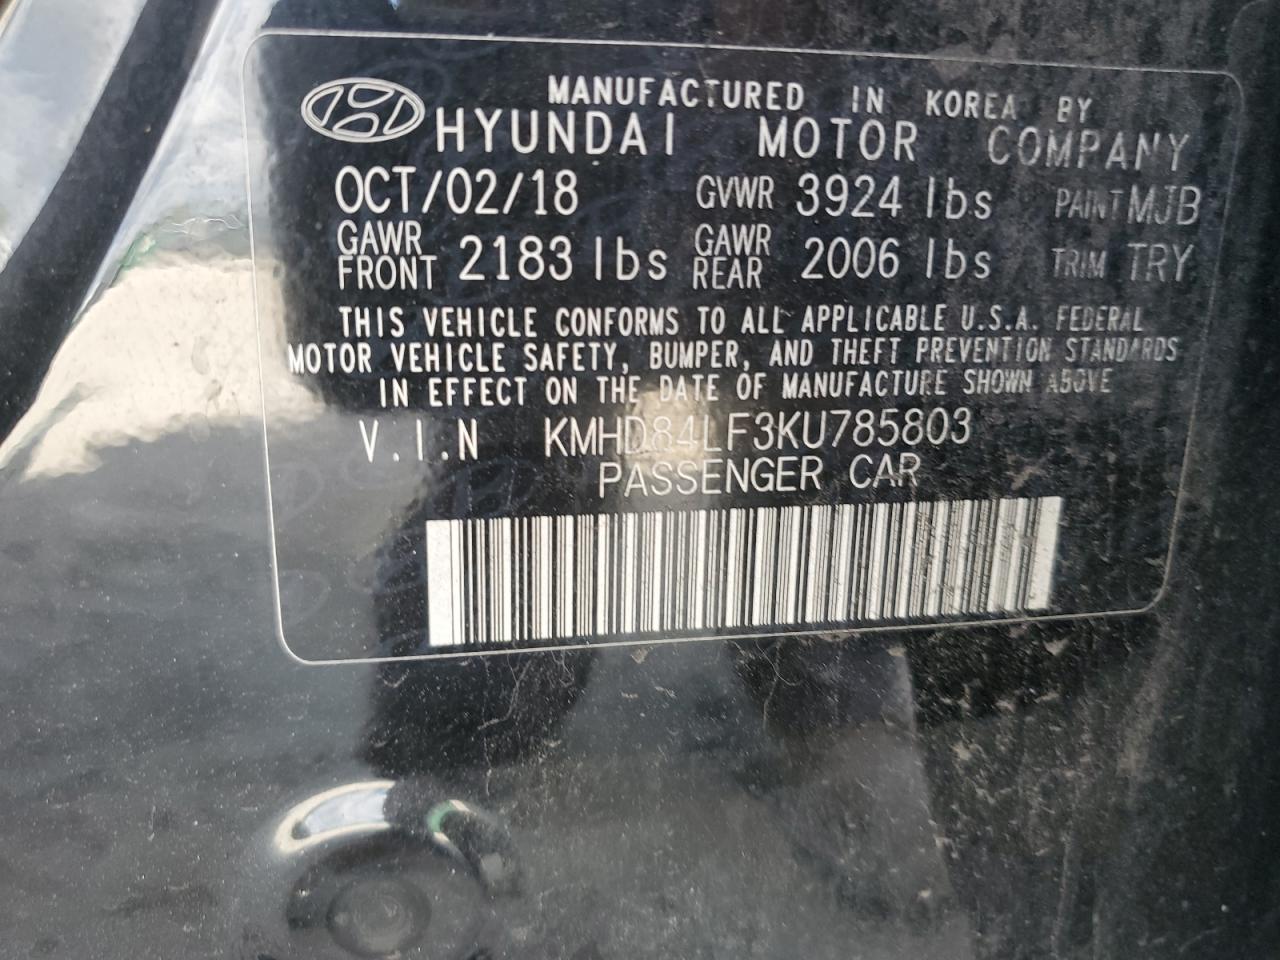 MANUFACTURED IN KOREA BY
HYUNDAI MOTOR COMPANY
OCT/02/18 GVWR 3924 lbs PAINT MJB
GAWR FRONT 2183 lbs GAWR REAR 2006 lbs TRIM TRY
THIS VEHICLE CONFORMS TO ALL APPLICABLE U.S.A. FEDERAL
MOTOR VEHICLE SAFETY, BUMPER, AND THEFT PREVENTION STANDARDS
IN EFFECT ON THE DATE OF MANUFACTURE SHOWN ABOVE
V.I.N KMHD84LF3KU785803
PASSENGER CAR